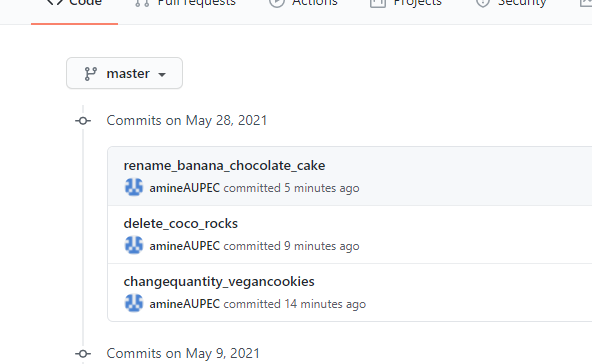 Code Pull requests Actions Projects Security
master
Commits on May 28, 2021
rename_banana_chocolate_cake
amineAUPEC committed 5 minutes ago
delete_coco_rocks
amineAUPEC committed 9 minutes ago
changequantity_vegancookies
amineAUPEC committed 14 minutes ago
Commits on May 9, 2021